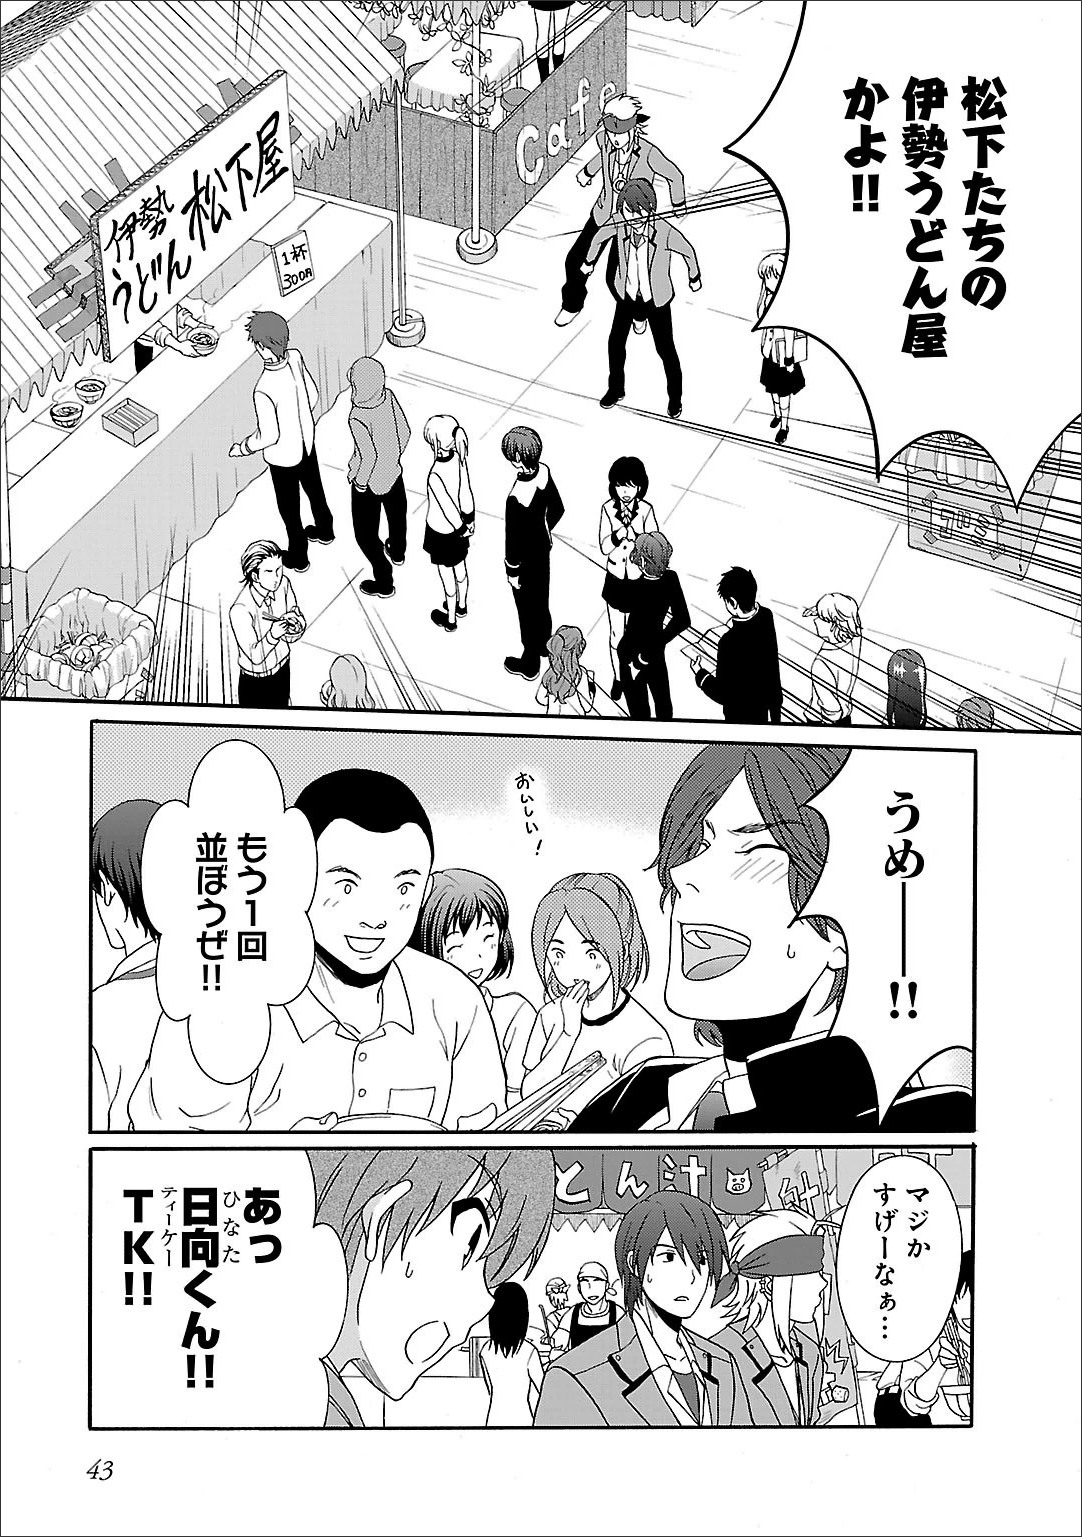 松下たちの
伊勢うどん屋
かよ!!
Cafe
伊勢
うどん
松下屋
1杯
300円
うめ――!!
おいしい!
もう1回
並ぼうぜ!!
マジか
すげーなぁ…
とん汁
あっ
日向くん!!
ひなた
TK!!
ティーケー
43